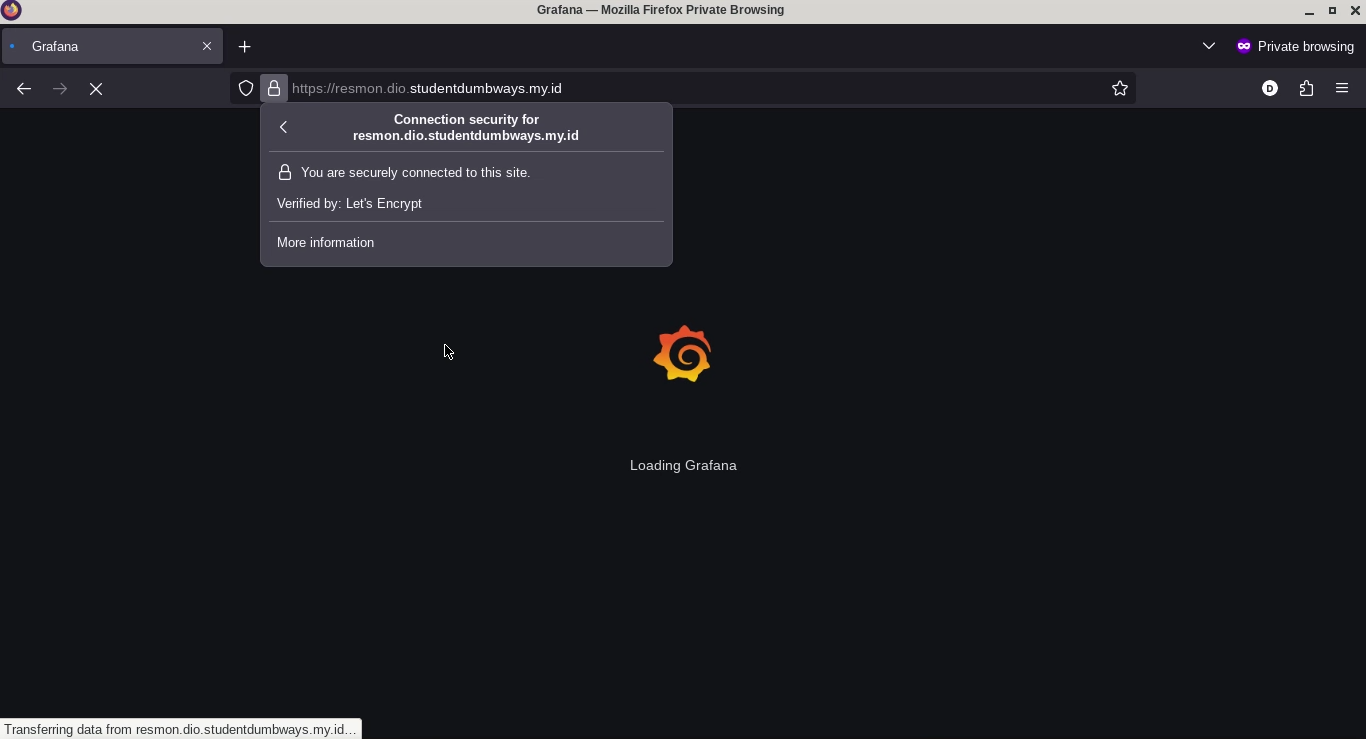 Grafana — Mozilla Firefox Private Browsing
Grafana
Private browsing
https://resmon.dio.studentdumbways.my.id
D
Connection security for
resmon.dio.studentdumbways.my.id
You are securely connected to this site.
Verified by: Let's Encrypt
More information
Loading Grafana
Transferring data from resmon.dio.studentdumbways.my.id…